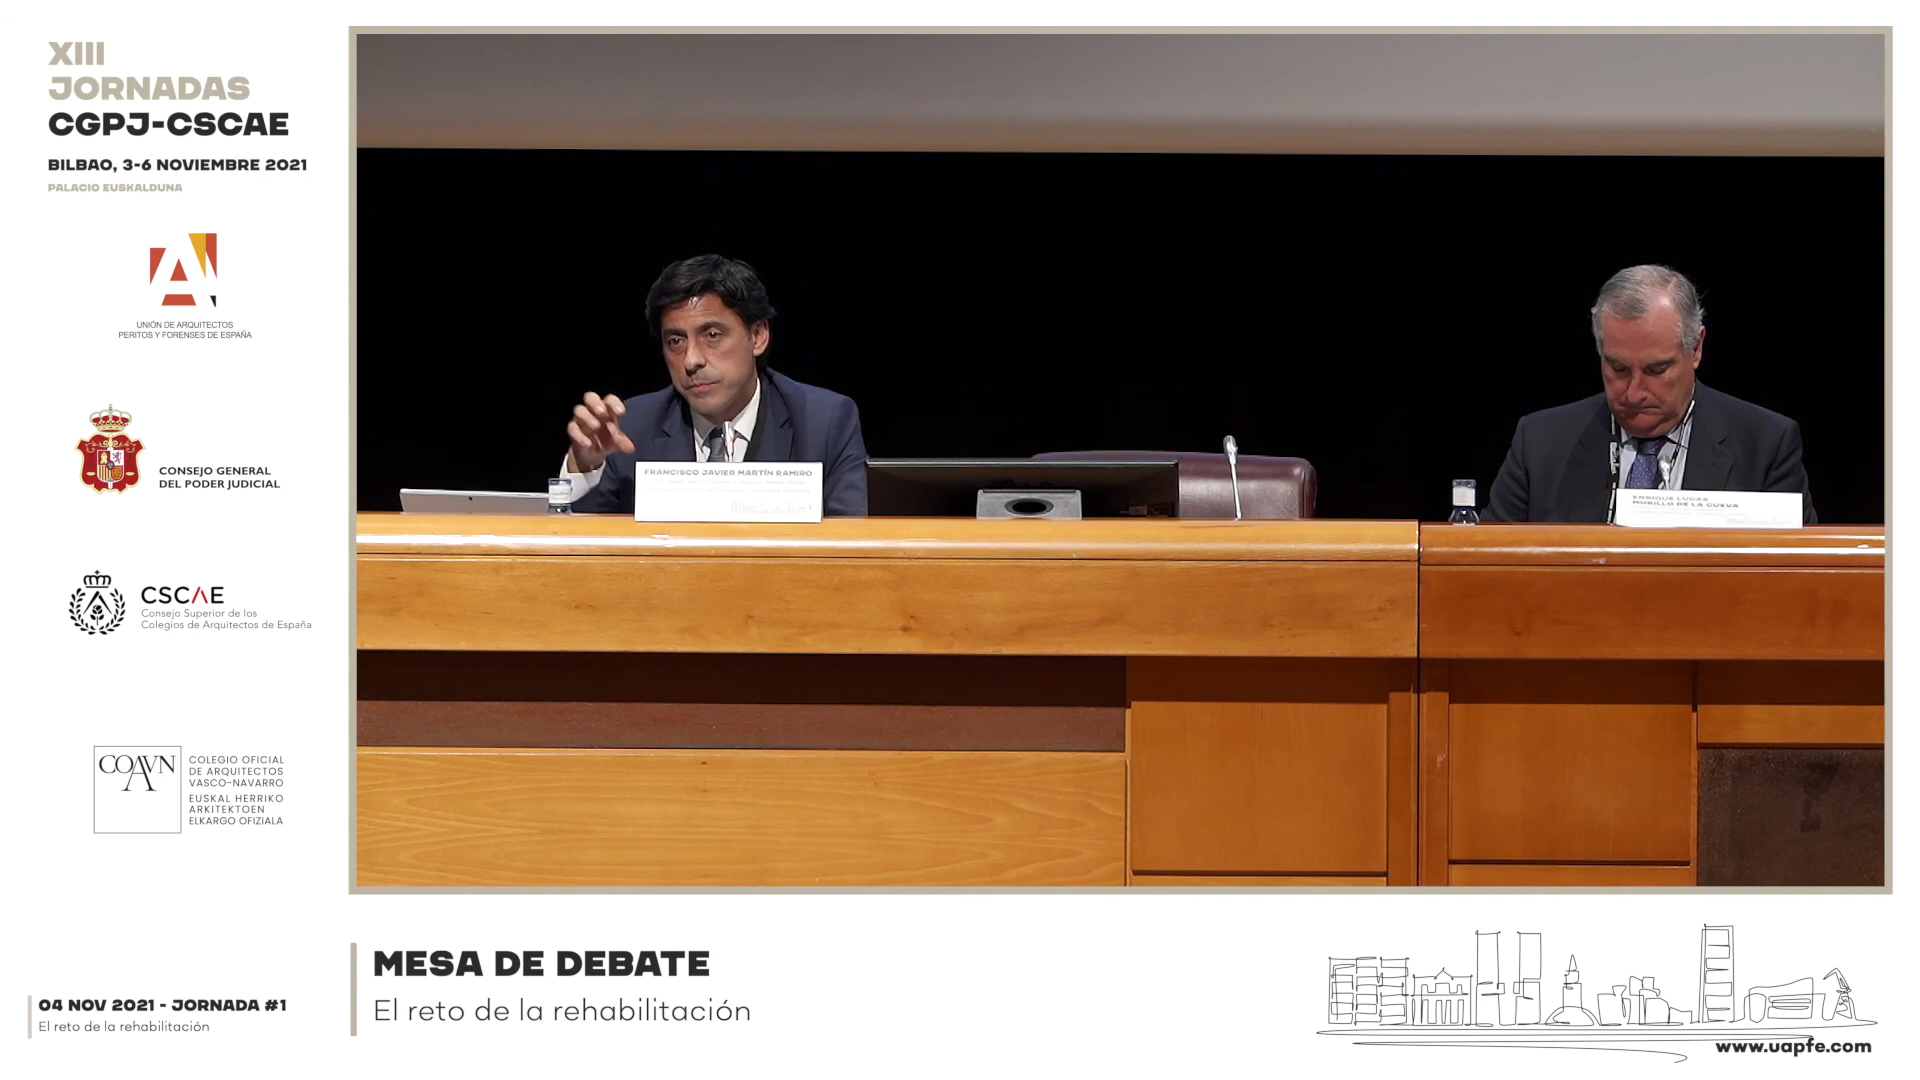 XIII
JORNADAS
CGPJ-CSCAE
BILBAO, 3-6 NOVIEMBRE 2021
PALACIO EUSKALDUNA
UNIÓN DE ARQUITECTOS
PERITOS Y FORENSES DE ESPAÑA
CONSEJO GENERAL
DEL PODER JUDICIAL
CSCAE
Consejo Superior de los
Colegios de Arquitectos de España
COAVN
COLEGIO OFICIAL
DE ARQUITECTOS
VASCO-NAVARRO
EUSKAL HERRIKO
ARKITEKTOEN
ELKARGO OFIZIALA
04 NOV 2021 - JORNADA #1
El reto de la rehabilitación
FRANCISCO JAVIER MARTÍN RAMIRO
ENRIQUE LUCAS
MURILLO DE LA CUEVA
MESA DE DEBATE
El reto de la rehabilitación
www.uapfe.com